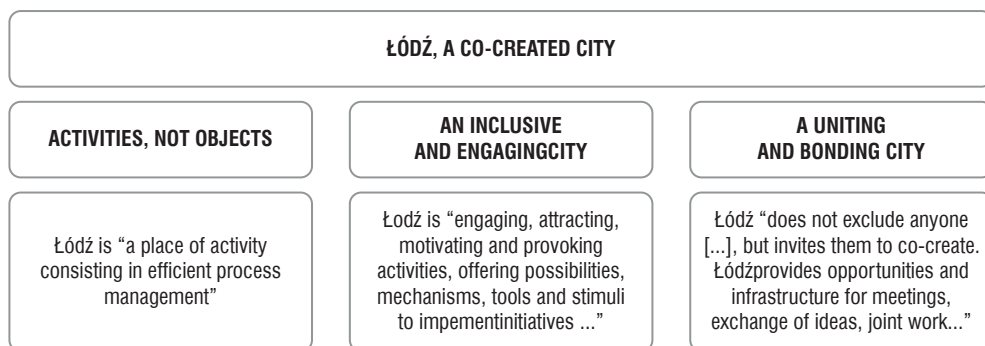 ŁÓDŹ, A CO-CREATED CITY
ACTIVITIES, NOT OBJECTS
AN INCLUSIVE
AND ENGAGINGCITY
A UNITING
AND BONDING CITY
Łódź is “a place of activity
consisting in efficient process
management”
Łodź is “engaging, attracting,
motivating and provoking
activities, offering possibilities,
mechanisms, tools and stimuli
to impementinitiatives ...”
Łódź “does not exclude anyone
[...], but invites them to co-create.
Łódźprovides opportunities and
infrastructure for meetings,
exchange of ideas, joint work...”